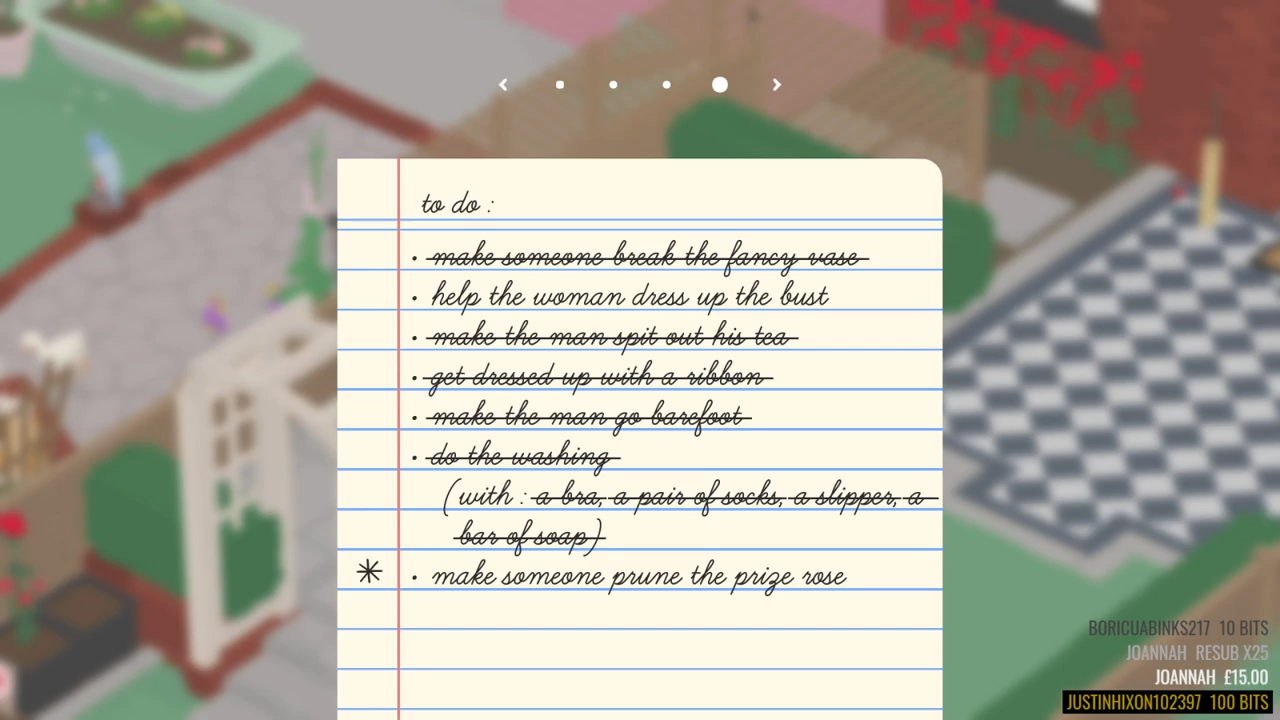 to do :
• make someone break the fancy vase
• help the woman dress up the bust
• make the man spit out his tea
• get dressed up with a ribbon
• make the man go barefoot
• do the washing
(with : a bra, a pair of socks, a slipper, a
bar of soap)
• make someone prune the prize rose
BORICUABINKS217 10 BITS
JOANNAH RESUB X25
JOANNAH £15.00
JUSTINHIXON102397 100 BITS